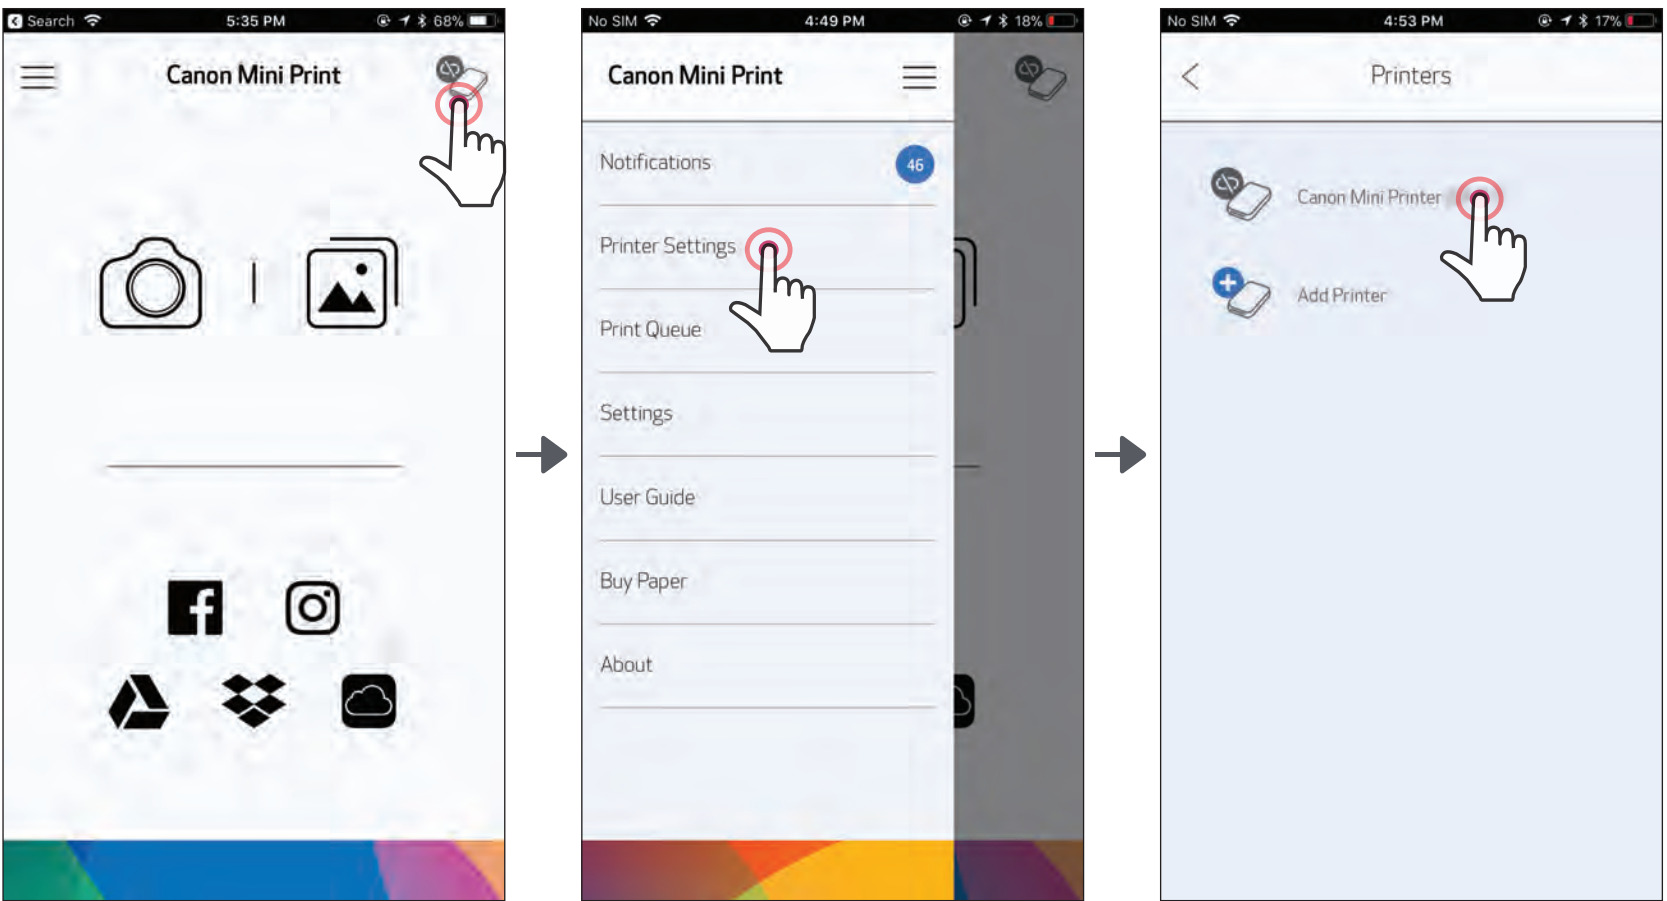 Search 5:35 PM 68%
Canon Mini Print
No SIM 4:49 PM 18%
Canon Mini Print
Notifications 46
Printer Settings
Print Queue
Settings
User Guide
Buy Paper
About
No SIM 4:53 PM 17%
Printers
Canon Mini Printer
Add Printer